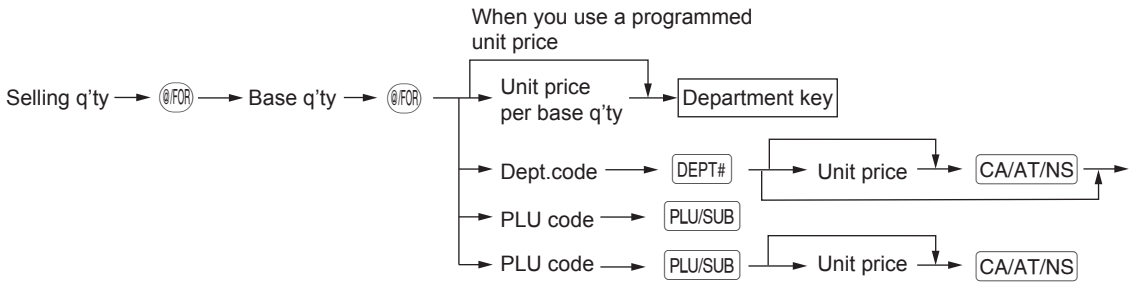 When you use a programmed
unit price
Selling q’ty @/FOR Base q’ty @/FOR Unit price
per base q’ty Department key
Dept.code DEPT# Unit price CA/AT/NS
PLU code PLU/SUB
PLU code PLU/SUB Unit price CA/AT/NS